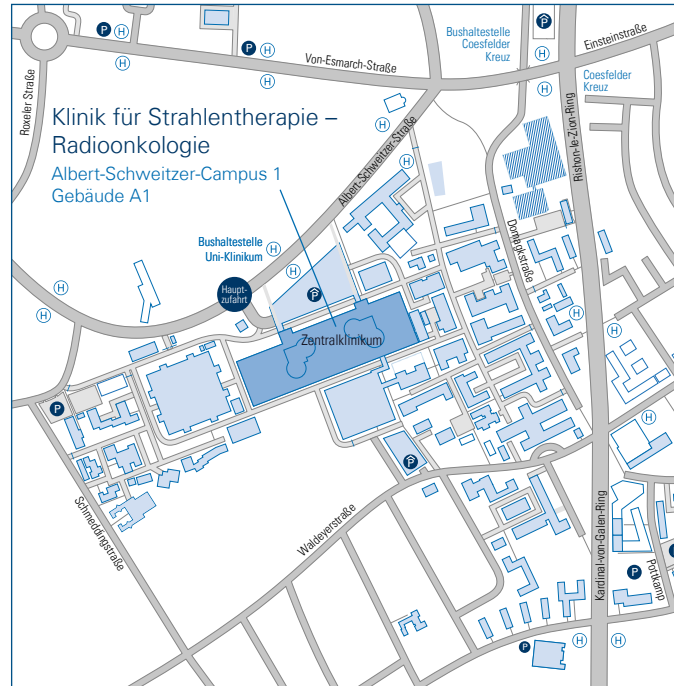 P
H
H
P
H
H
Von-Esmarch-Straße
Bushaltestelle
Coesfelder
Kreuz
P
H
H
Einsteinstraße
H
H
Coesfelder
Kreuz
Roxeler Straße
Klinik für Strahlentherapie –
Radioonkologie
Albert-Schweitzer-Campus 1
Gebäude A1
H
Albert-Schweitzer-Straße
H
Rishon-le-Zion-Ring
Domagkstraße
Bushaltestelle
Uni-Klinikum
H
H
Haupt-
zufahrt
P
H
H
Zentralklinikum
H
H
P
H
P
H
Schmeddingstraße
Waldeyerstraße
Kardinal-von-Galen-Ring
H
P
P
Pottkamp
P
H
H